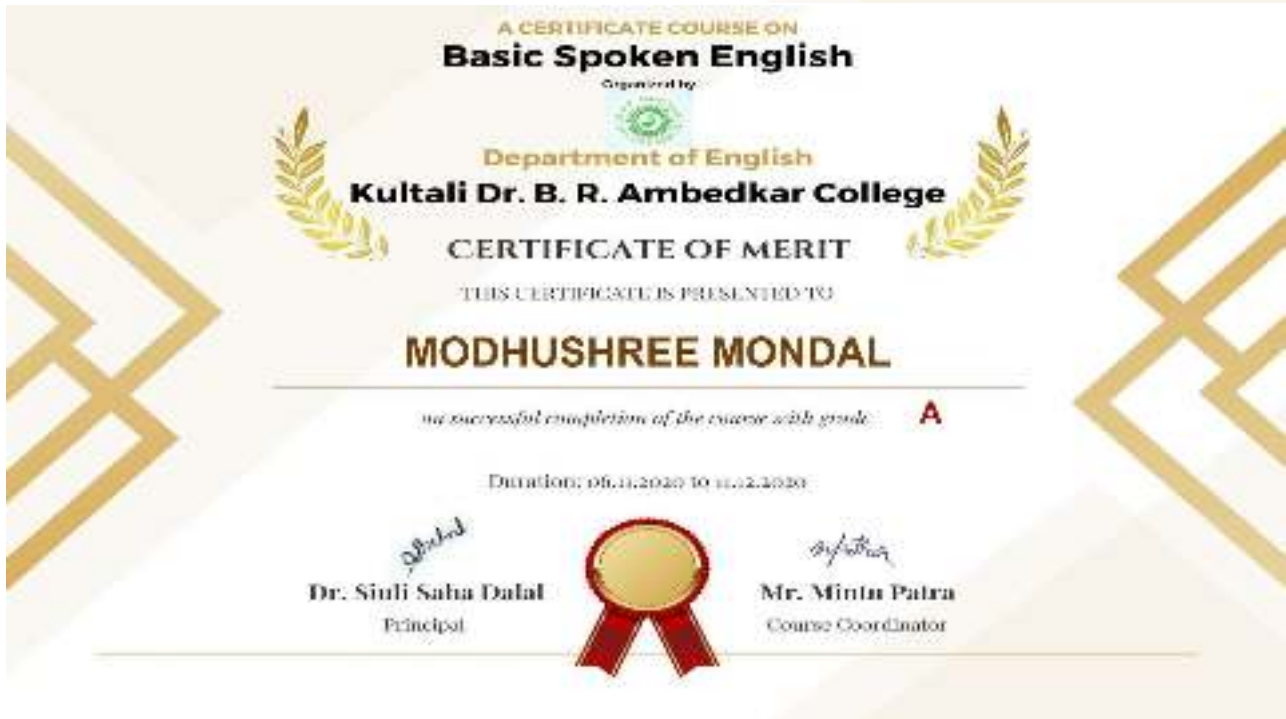 A CERTIFICATE COURSE ON
Basic Spoken English
Organized by
Department of English
Kultali Dr. B. R. Ambedkar College
CERTIFICATE OF MERIT
THIS CERTIFICATE IS PRESENTED TO
MODHUSHREE MONDAL
on successful completion of the course with grade A
Duration: 06.11.2020 to 11.12.2020
Dr. Siuli Saha Dalal
Principal
Mr. Mintu Patra
Course Coordinator